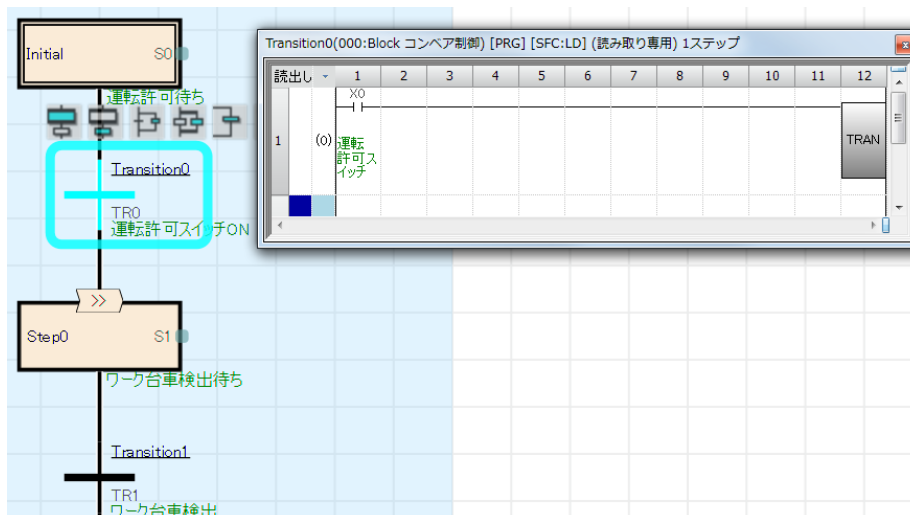 Initial S0
運転許可待ち
Transition0
TR0
運転許可スイッチON
Step0 S1
ワーク台車検出待ち
Transition1
TR1
ワーク台車検出
Transition0(000:Block コンベア制御) [PRG] [SFC:LD] (読み取り専用) 1ステップ
読出し 1 2 3 4 5 6 7 8 9 10 11 12
X0
1 (0) TRAN
運転
許可ス
イッチ